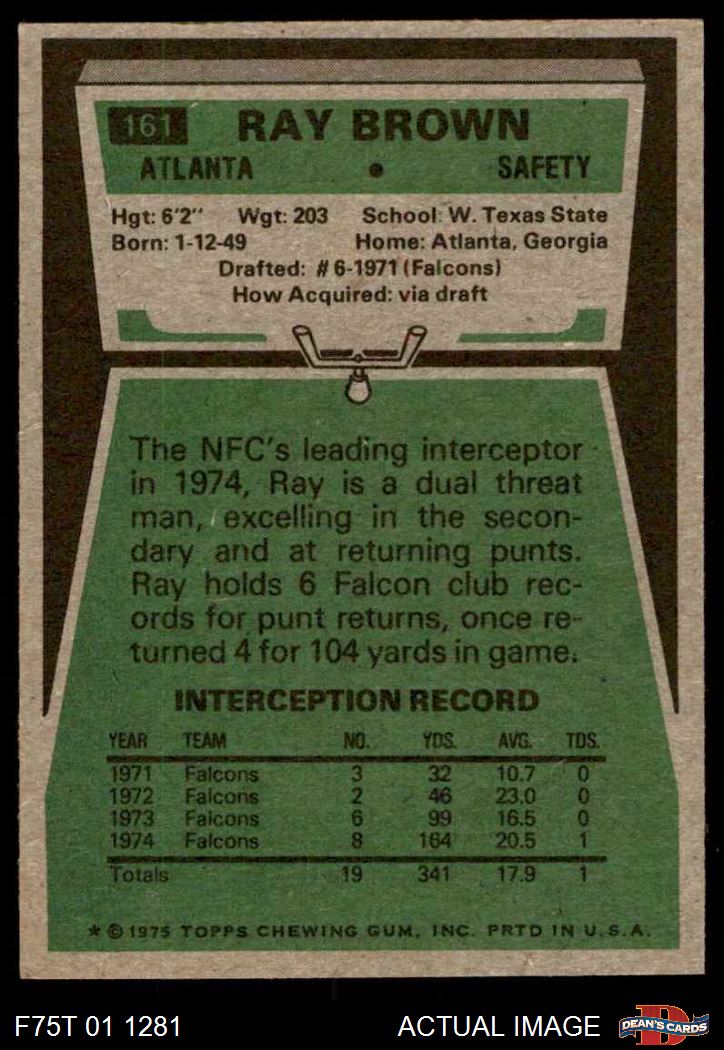 161 RAY BROWN
ATLANTA • SAFETY
Hgt: 6'2" Wgt: 203 School: W. Texas State
Born: 1-12-49 Home: Atlanta, Georgia
Drafted: #6-1971 (Falcons)
How Acquired: via draft
The NFC's leading interceptor
in 1974, Ray is a dual threat
man, excelling in the secon-
dary and at returning punts.
Ray holds 6 Falcon club rec-
ords for punt returns, once re-
turned 4 for 104 yards in game.
INTERCEPTION RECORD
YEAR TEAM NO. YDS. AVG. TDS.
1971 Falcons 3 32 10.7 0
1972 Falcons 2 46 23.0 0
1973 Falcons 6 99 16.5 0
1974 Falcons 8 164 20.5 1
Totals 19 341 17.9 1
* © 1975 TOPPS CHEWING GUM, INC. PRTD IN U.S.A.
F75T 01 1281 ACTUAL IMAGE D DEAN'S CARDS